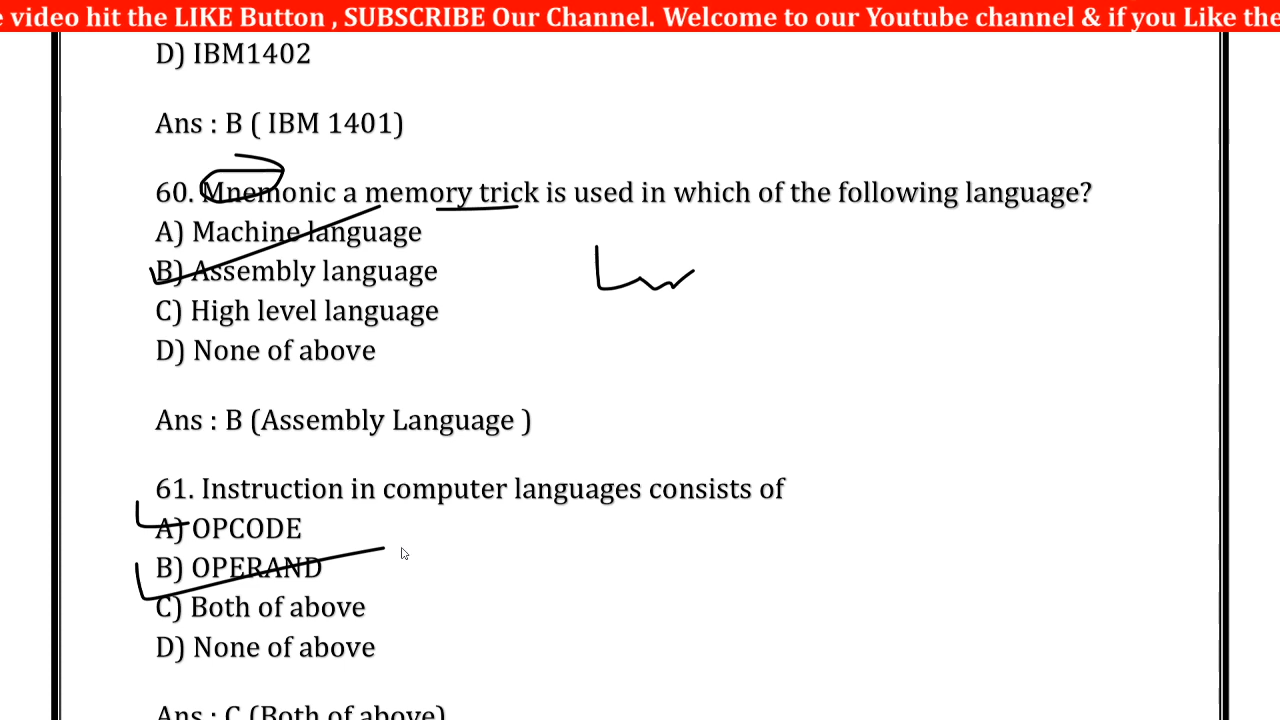 e video hit the LIKE Button , SUBSCRIBE Our Channel. Welcome to our Youtube channel & if you Like the
D) IBM1402
Ans : B ( IBM 1401)
60. Mnemonic a memory trick is used in which of the following language?
A) Machine language
B) Assembly language
C) High level language
D) None of above
Ans : B (Assembly Language )
61. Instruction in computer languages consists of
A) OPCODE
B) OPERAND
C) Both of above
D) None of above
Ans : C (Both of above)